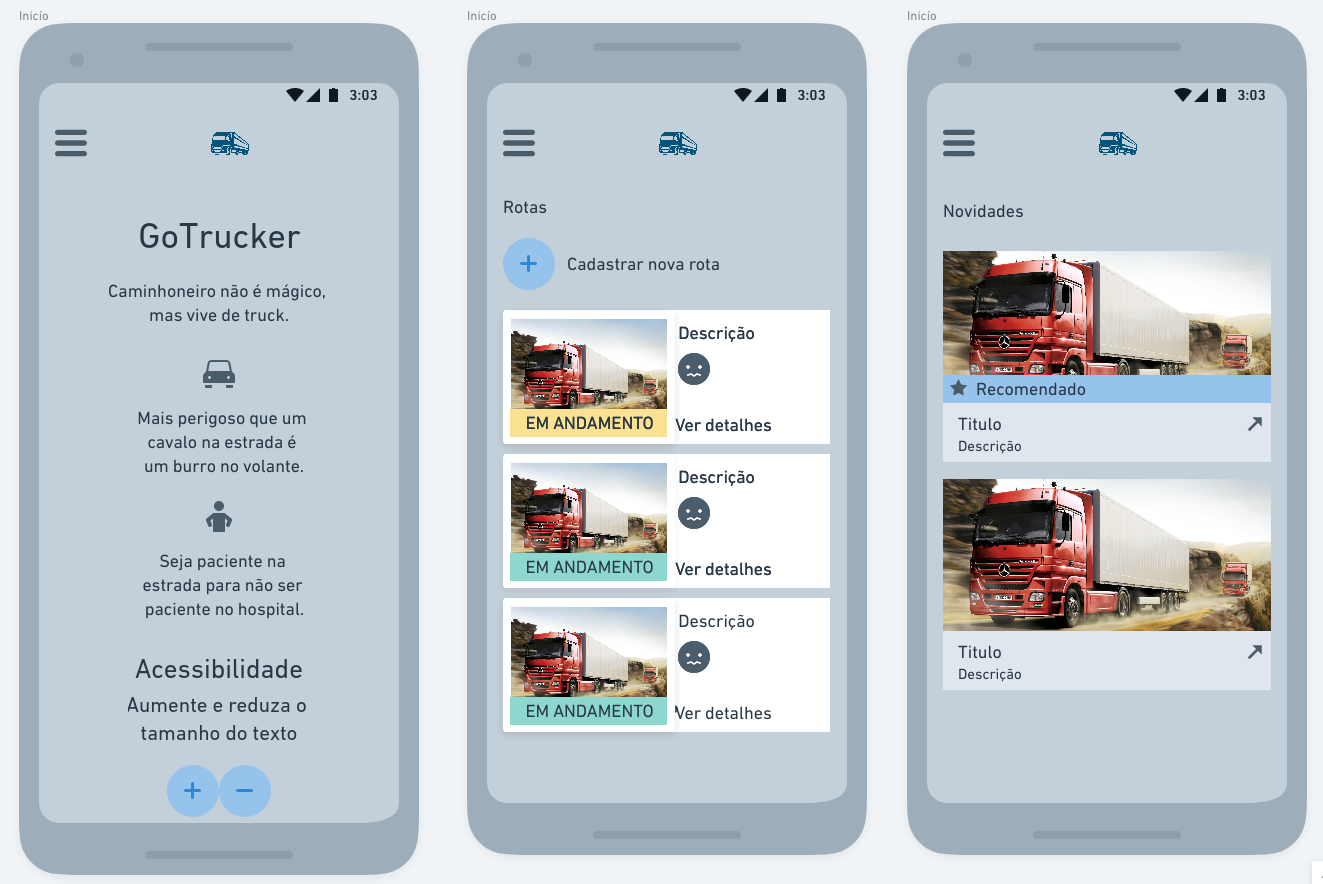 Inicío
3:03
GoTrucker
Caminhoneiro não é mágico,
mas vive de truck.
Mais perigoso que um
cavalo na estrada é
um burro no volante.
Seja paciente na
estrada para não ser
paciente no hospital.
Acessibilidade
Aumente e reduza o
tamanho do texto
Inicío
3:03
Rotas
Cadastrar nova rota
Descrição
EM ANDAMENTO
Ver detalhes
Descrição
EM ANDAMENTO
Ver detalhes
Descrição
EM ANDAMENTO
Ver detalhes
Inicío
3:03
Novidades
Recomendado
Titulo
Descrição
Titulo
Descrição